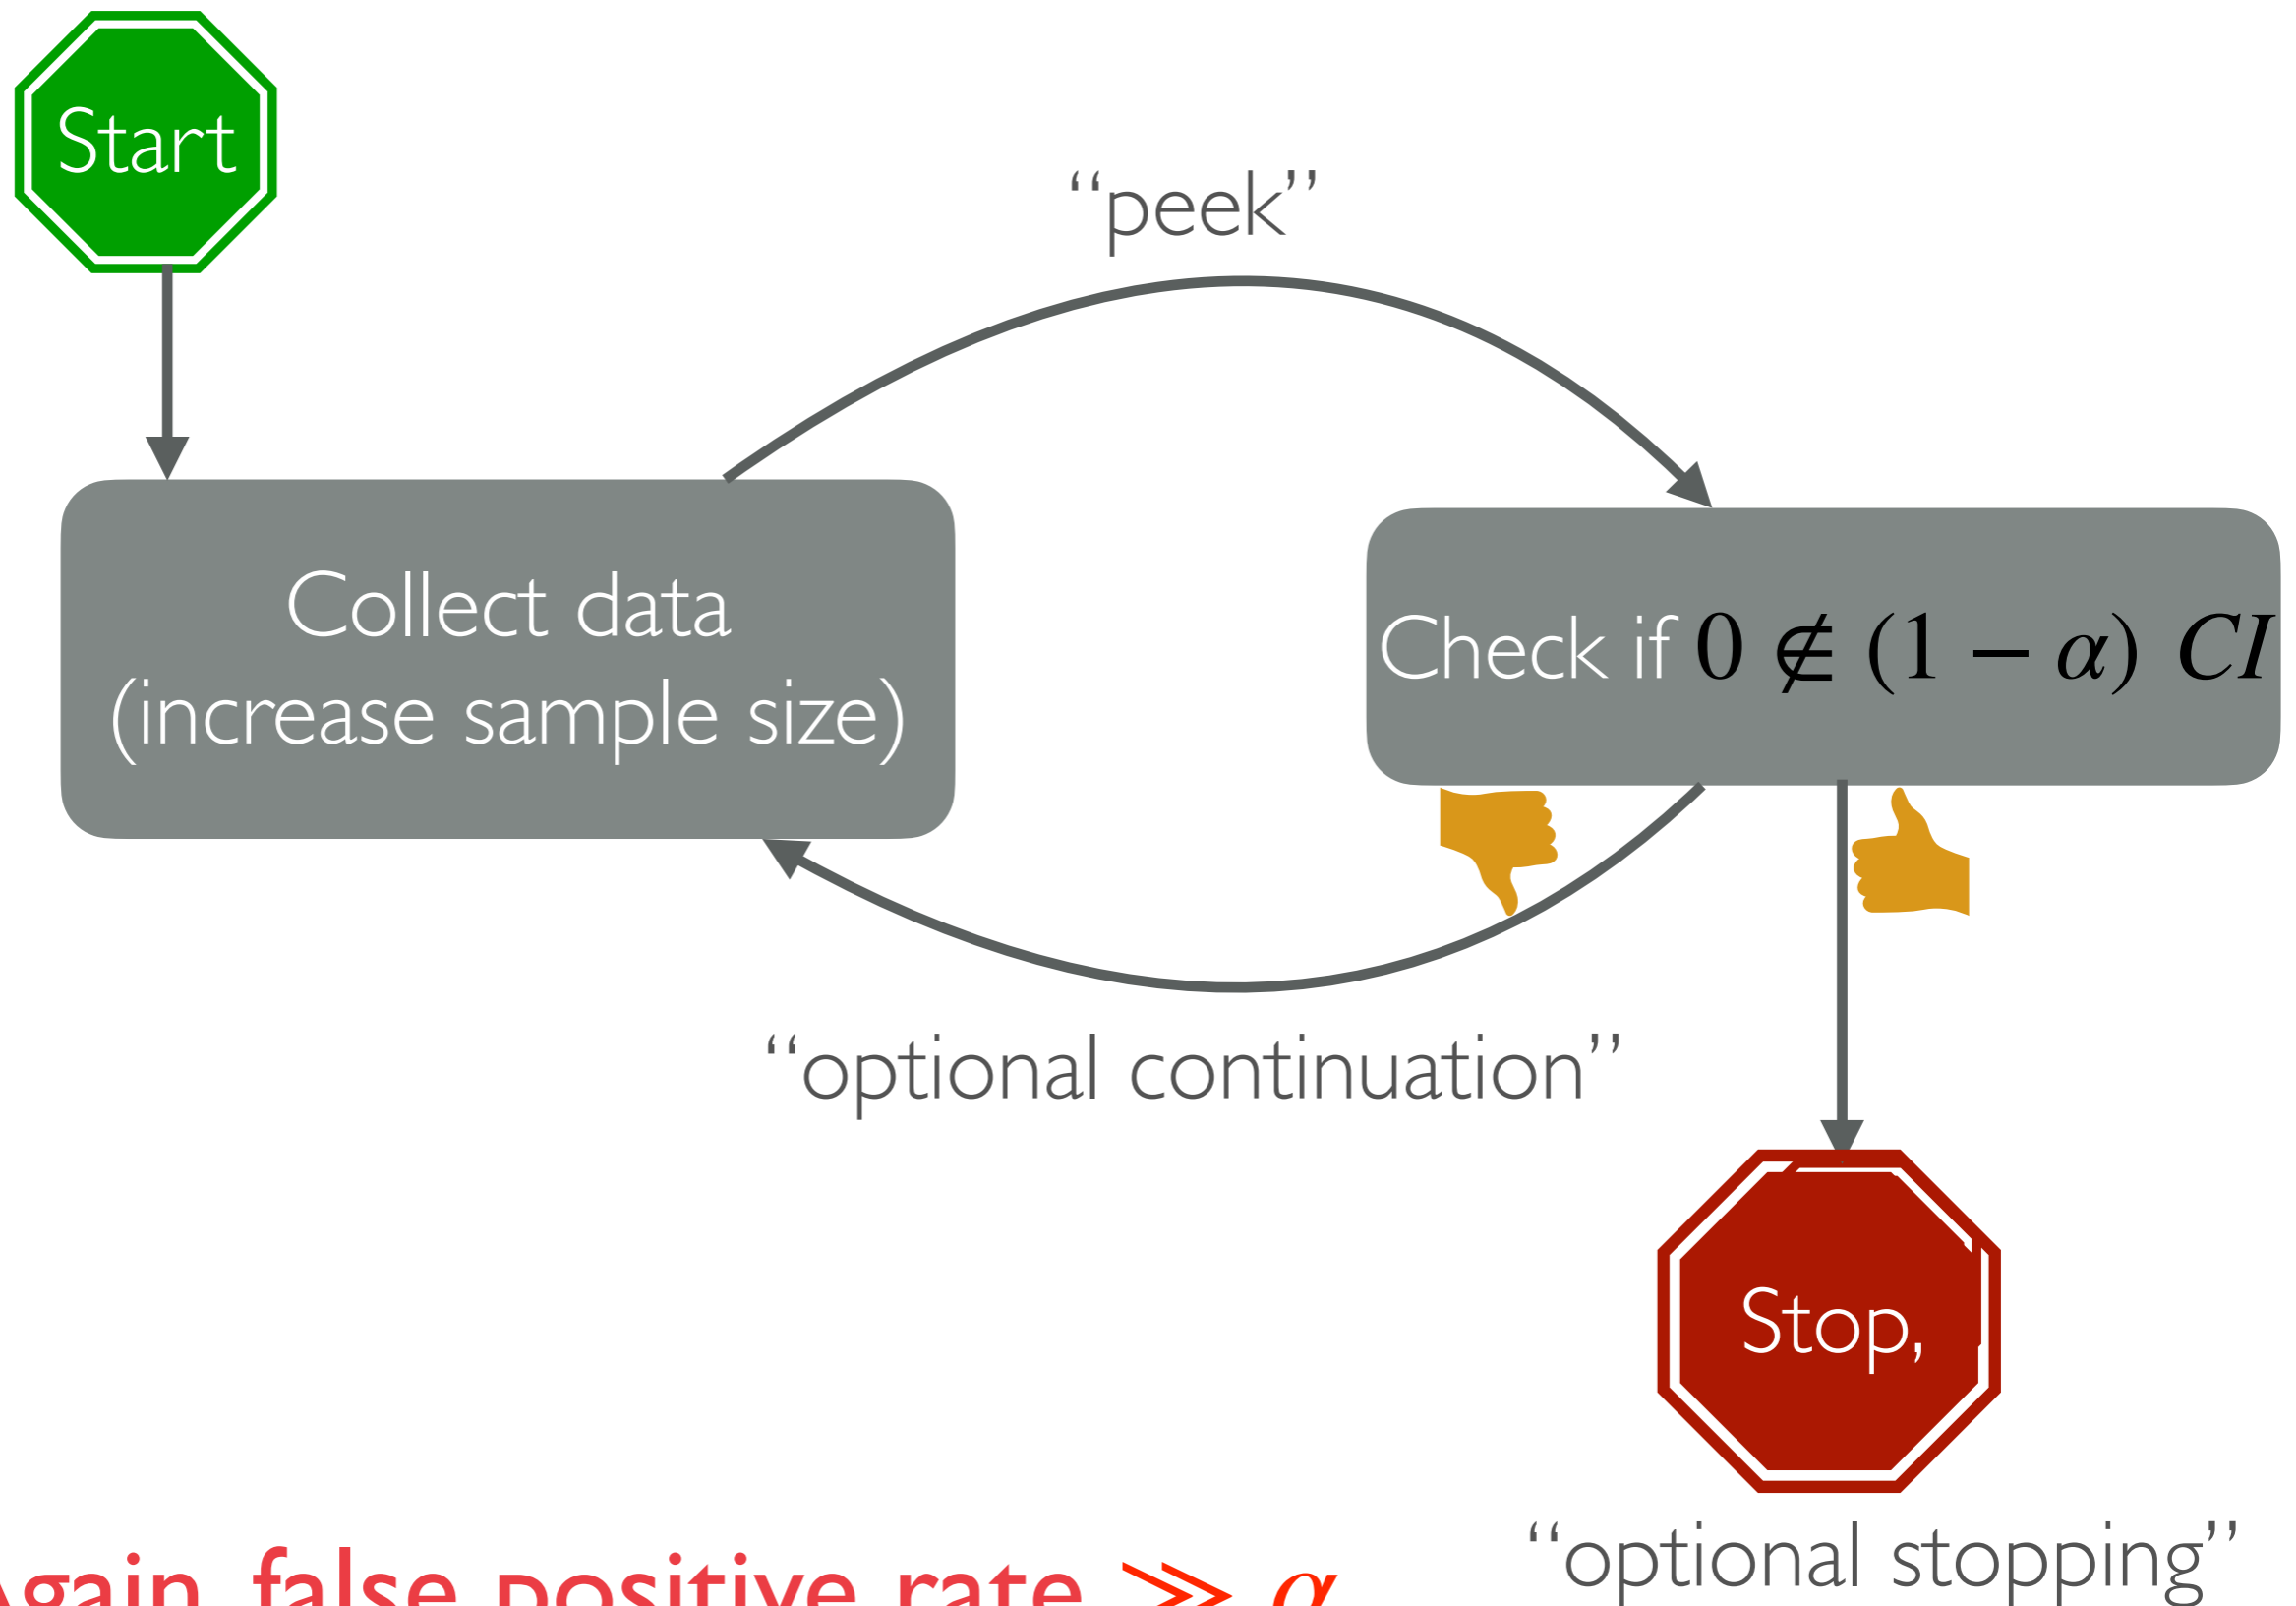 Start
“peek”
Collect data
(increase sample size)
Check if 0 ∉ (1 − α) CI
“optional continuation”
Stop,
“optional stopping”
Again, false positive rate ≫ α